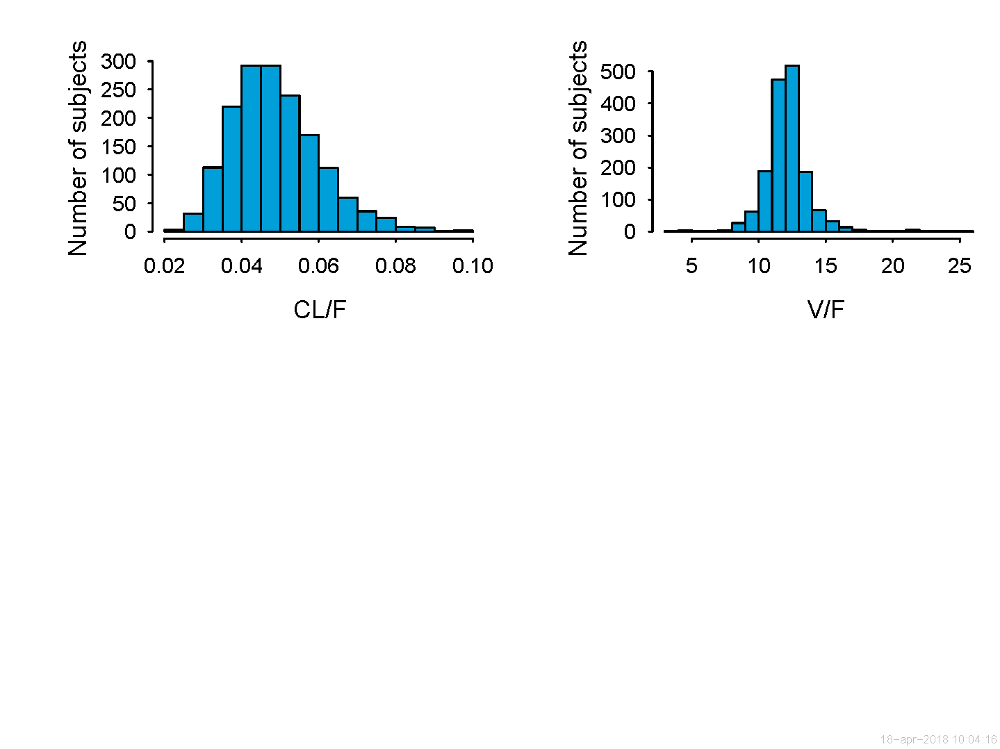 Number of subjects
300
250
200
150
100
50
0
0.02 0.04 0.06 0.08 0.10
CL/F
Number of subjects
500
400
300
200
100
0
5 10 15 20 25
V/F
18-apr-2018 10:04:16